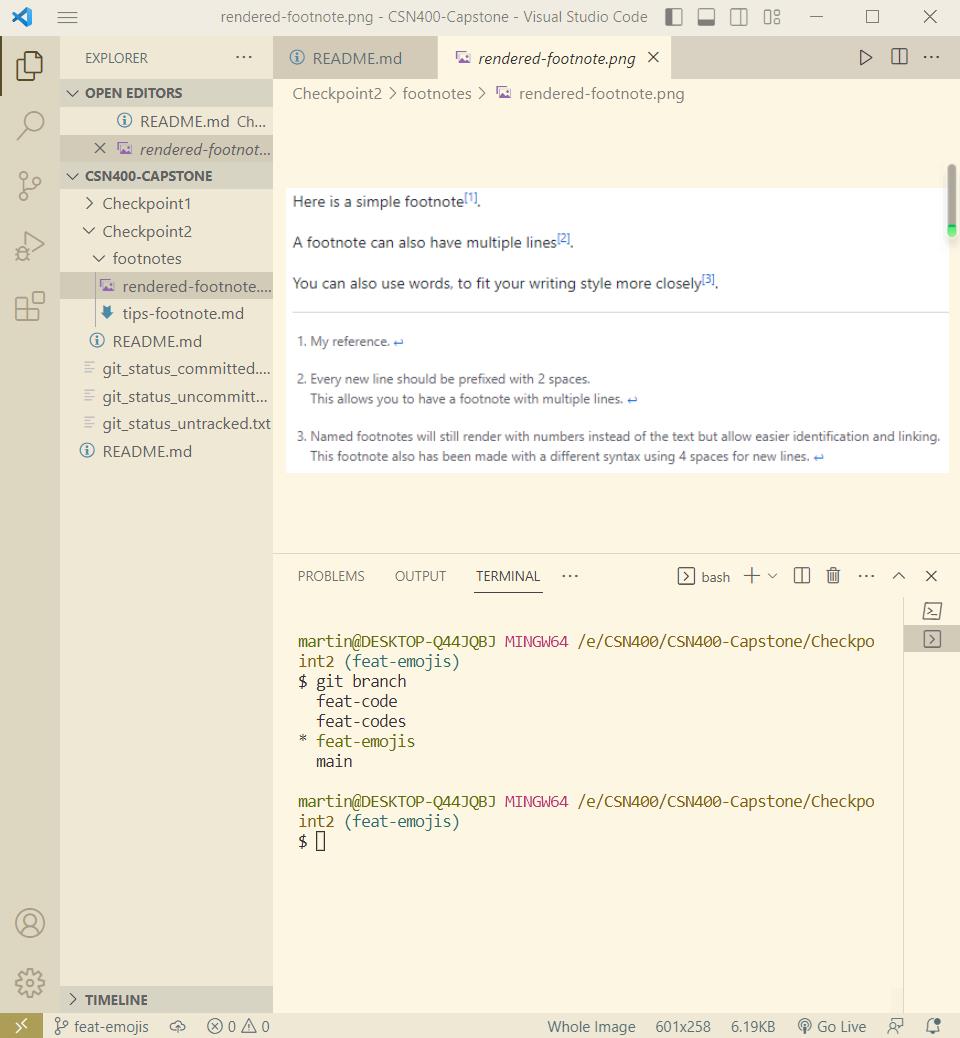 rendered-footnote.png - CSN400-Capstone - Visual Studio Code
EXPLORER
OPEN EDITORS
README.md Ch...
rendered-footnot...
CSN400-CAPSTONE
Checkpoint1
Checkpoint2
footnotes
rendered-footnote....
tips-footnote.md
README.md
git_status_committed....
git_status_uncommitt...
git_status_untracked.txt
README.md
TIMELINE
README.md
rendered-footnote.png
Checkpoint2 > footnotes > rendered-footnote.png
Here is a simple footnote[1].
A footnote can also have multiple lines[2].
You can also use words, to fit your writing style more closely[3].
1. My reference. ↩
2. Every new line should be prefixed with 2 spaces.
This allows you to have a footnote with multiple lines. ↩
3. Named footnotes will still render with numbers instead of the text but allow easier identification and linking.
This footnote also has been made with a different syntax using 4 spaces for new lines. ↩
PROBLEMS OUTPUT TERMINAL ··· bash
martin@DESKTOP-Q44JQBJ MINGW64 /e/CSN400/CSN400-Capstone/Checkpo
int2 (feat-emojis)
$ git branch
feat-code
feat-codes
* feat-emojis
main
martin@DESKTOP-Q44JQBJ MINGW64 /e/CSN400/CSN400-Capstone/Checkpo
int2 (feat-emojis)
$
feat-emojis 0 0 Whole Image 601x258 6.19KB Go Live